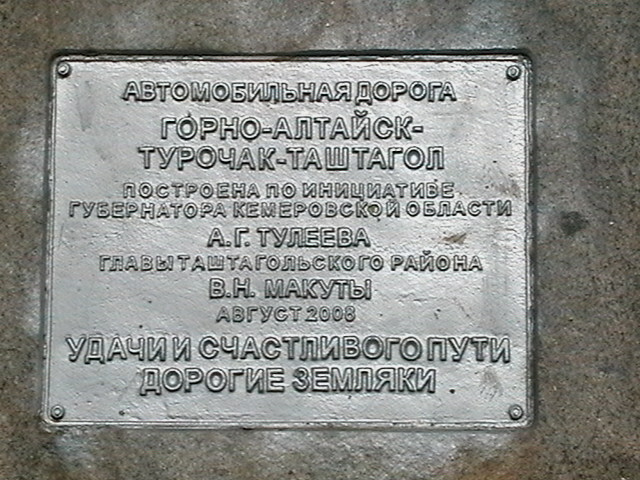 АВТОМОБИЛЬНАЯ ДОРОГА
ГОРНО-АЛТАЙСК-
ТУРОЧАК-ТАШТАГОЛ
ПОСТРОЕНА ПО ИНИЦИАТИВЕ
ГУБЕРНАТОРА КЕМЕРОВСКОЙ ОБЛАСТИ
А.Г. ТУЛЕЕВА
ГЛАВЫ ТАШТАГОЛЬСКОГО РАЙОНА
В.Н. МАКУТЫ
АВГУСТ 2008
УДАЧИ И СЧАСТЛИВОГО ПУТИ
ДОРОГИЕ ЗЕМЛЯКИ